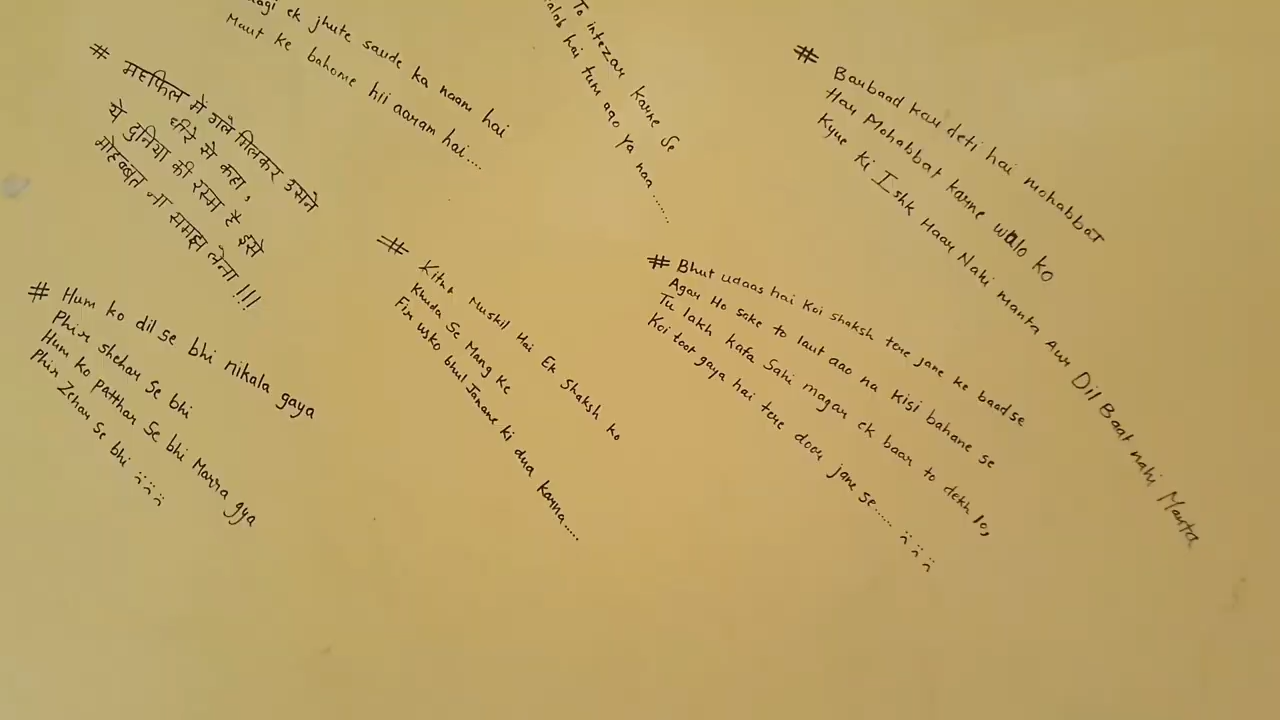 ek jhute saude ka naam hai
Maut ke bahome hii aaram hai....
To intezar karne se
hai tum aao Ya naa ......
# महफिल में गले मिलकर उसने
धीरे से कहा,
ये दुनिया की रस्म है इसे
मोहब्बत ना समझ लेना !!!
# Barbaad kar deti hai mohabbat
Har Mohabbat karne walo ko
Kyue Ki Ishk Haar Nahi manta Aur Dil Baat nahi Manta
# Hum ko dil se bhi nikala gaya
Phir shehar se bhi
Hum ko patthar se bhi Marra gya
Phir Zehar se bhi
# Kitna Muskil Hai Ek Shaksh ko
Khuda Se Mang ke
Fir usko bhul Janane ki dua karna.....
# Bhut udaas hai Koi shaksh tere jane ke baad se
Agar Ho sake to laut aao na kisi bahane se
Tu lakh kafa Sahi magar ek baar to dekh lo,
Koi toot gaya hai tere door jane se.....